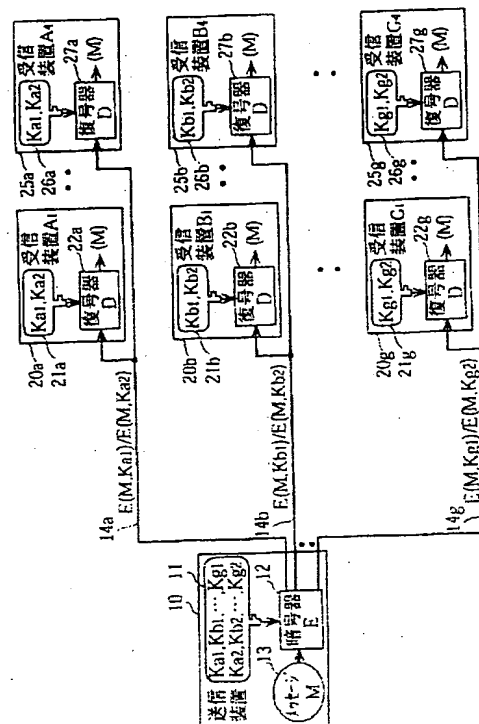 送信
装置
10
11
Ka1,Kb1,…,Kg1
Ka2,Kb2,…,Kg2
12
暗号器
E
13
メッセージ
M
14a
E(M,Ka1)/E(M,Ka2)
14b
E(M,Kb1)/E(M,Kb2)
14g
E(M,Kg1)/E(M,Kg2)
20a
21a
Ka1,Ka2
受信
装置A1
22a
復号器
D
(M)
25a
26a
Ka1,Ka2
受信
装置A4
27a
復号器
D
(M)
20b
21b
Kb1,Kb2
受信
装置B1
22b
復号器
D
(M)
25b
26b
Kb1,Kb2
受信
装置B4
27b
復号器
D
(M)
20g
21g
Kg1,Kg2
受信
装置G1
22g
復号器
D
(M)
25g
26g
Kg1,Kg2
受信
装置G4
27g
復号器
D
(M)